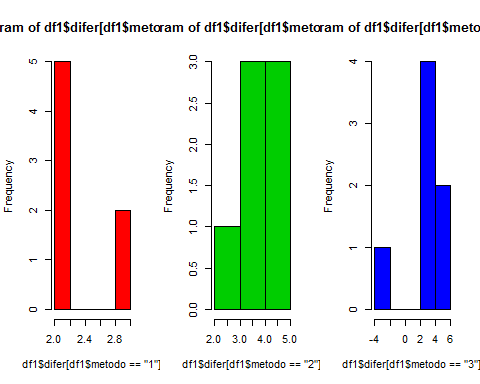 ram of df1$difer[df1$metoram of df1$difer[df1$metoram of df1$difer[df1$meto
Frequency
0 1 2 3 4 5
2.0 2.4 2.8
df1$difer[df1$metodo == "1"]
Frequency
0.0 0.5 1.0 1.5 2.0 2.5 3.0
2.0 3.0 4.0 5.0
df1$difer[df1$metodo == "2"]
Frequency
0 1 2 3 4
-4 0 2 4 6
df1$difer[df1$metodo == "3"]